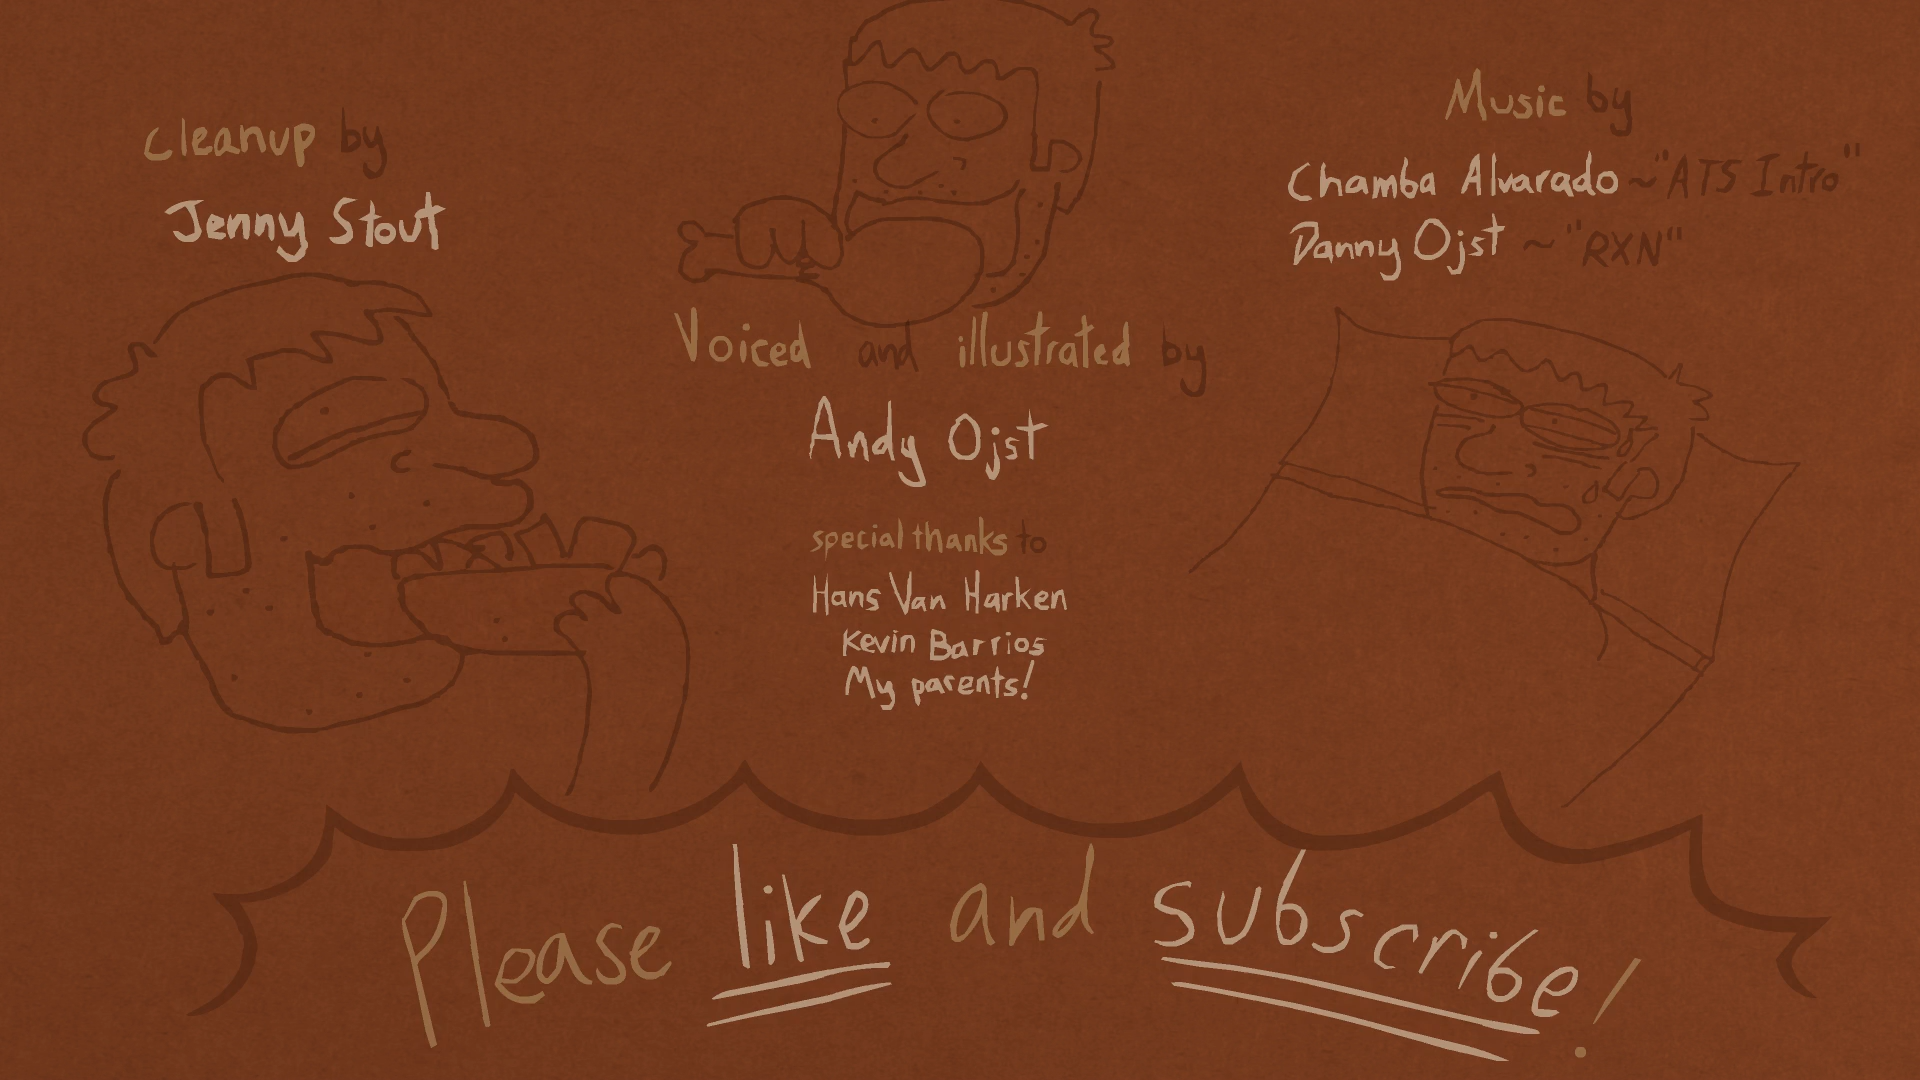 Cleanup by
Jenny Stout
Voiced and illustrated by
Andy Ojst
special thanks to
Hans Van Harken
Kevin Barrios
My parents!
Music by
Chamba Alvarado ~ "ATS Intro"
Danny Ojst ~ "RXN"
Please like and subscribe!